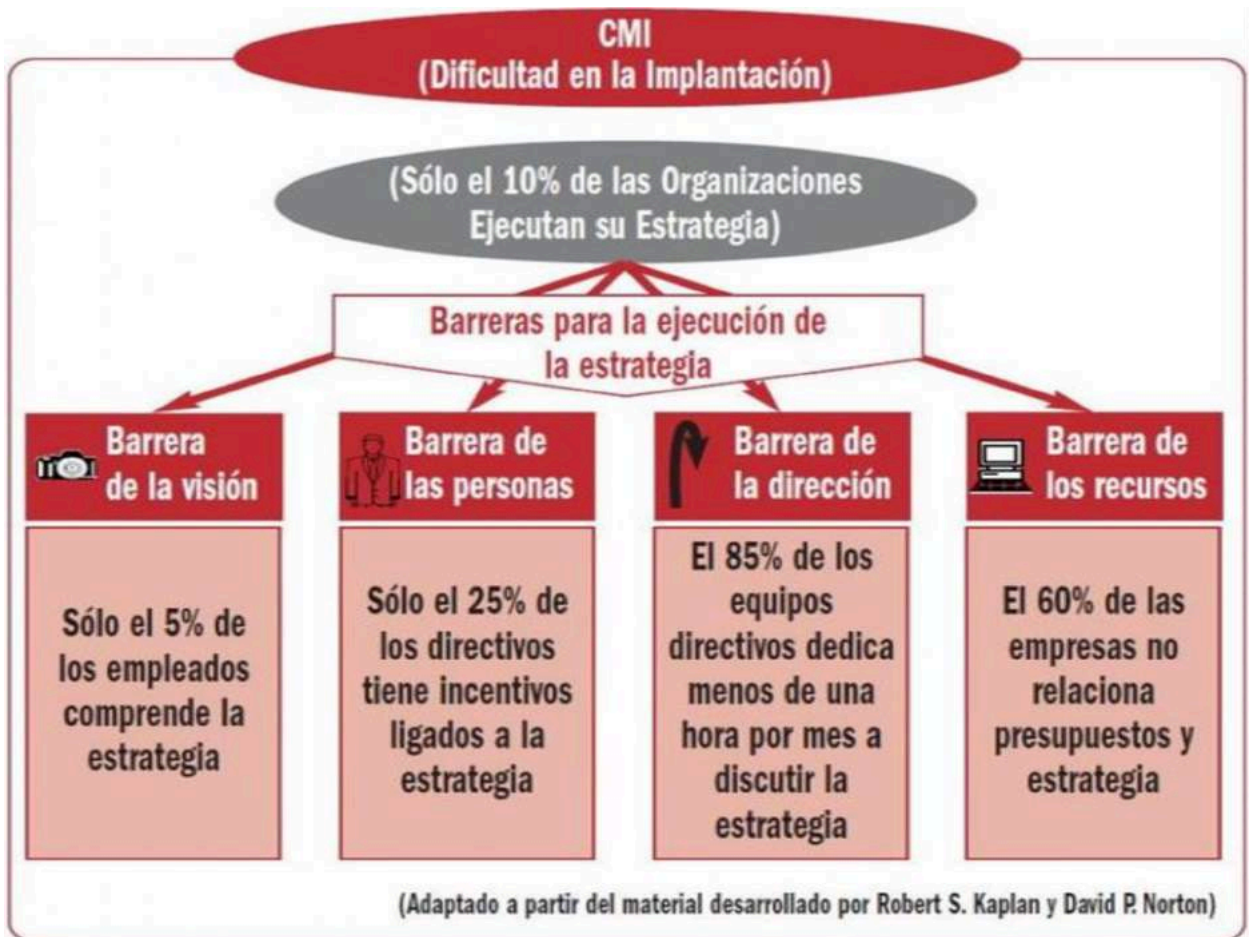 CMI
(Dificultad en la Implantación)
(Sólo el 10% de las Organizaciones
Ejecutan su Estrategia)
Barreras para la ejecución de
la estrategia
Barrera
de la visión
Sólo el 5% de
los empleados
comprende la
estrategia
Barrera de
las personas
Sólo el 25% de
los directivos
tiene incentivos
ligados a la
estrategia
Barrera de
la dirección
El 85% de los
equipos
directivos dedica
menos de una
hora por mes a
discutir la
estrategia
Barrera de
los recursos
El 60% de las
empresas no
relaciona
presupuestos y
estrategia
(Adaptado a partir del material desarrollado por Robert S. Kaplan y David P. Norton)